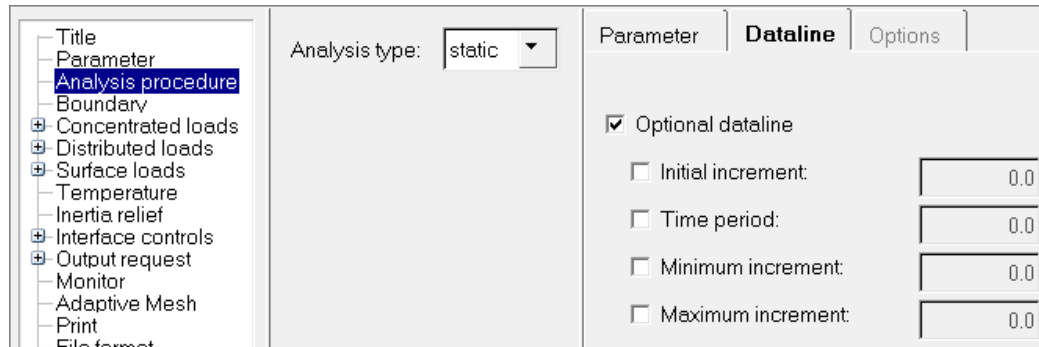 Title
Parameter
Analysis procedure
Boundary
Concentrated loads
Distributed loads
Surface loads
Temperature
Inertia relief
Interface controls
Output request
Monitor
Adaptive Mesh
Print
File format
Analysis type: static
Parameter Dataline Options
Optional dataline
Initial increment: 0.0
Time period: 0.0
Minimum increment: 0.0
Maximum increment: 0.0